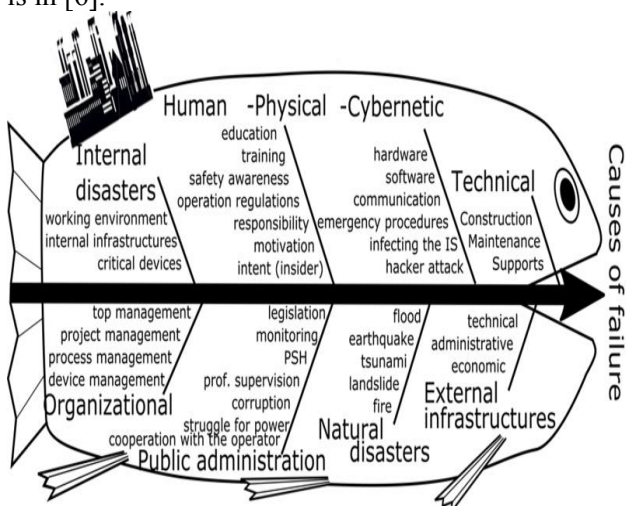 is in [6].
Human -Physical -Cybernetic
Internal
disasters
working environment
internal infrastructures
critical devices
education
training
safety awareness
operation regulations
responsibility
motivation
intent (insider)
hardware
software
communication
emergency procedures
infecting the IS
hacker attack
Technical
Construction
Maintenance
Supports
Causes of failure
top management
project management
process management
device management
Organizational
legislation
monitoring
PSH
prof. supervision
corruption
struggle for power
cooperation with the operator
Public administration
flood
earthquake
tsunami
landslide
fire
Natural
disasters
technical
administrative
economic
External
infrastructures